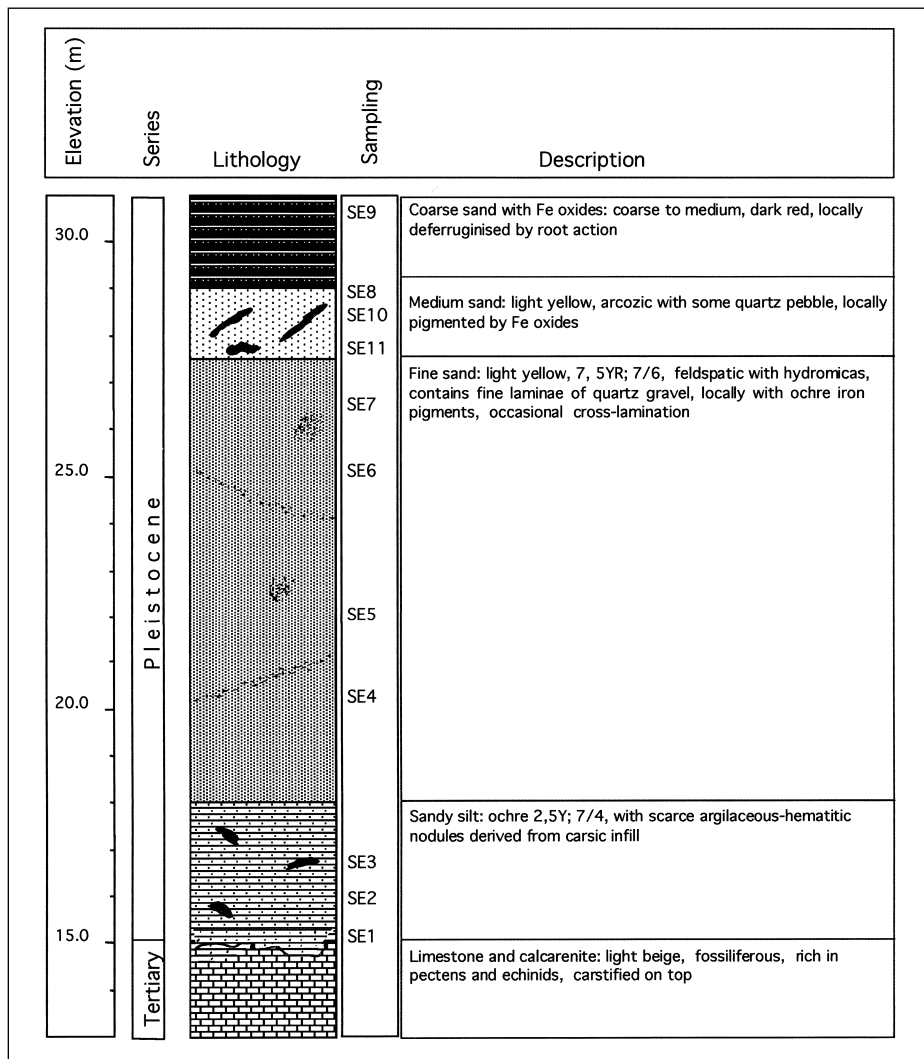 Elevation (m)
Series
Lithology
Sampling
Description
30.0
25.0
20.0
15.0
Pleistocene
Tertiary
SE9
SE8
SE10
SE11
SE7
SE6
SE5
SE4
SE3
SE2
SE1
Coarse sand with Fe oxides: coarse to medium, dark red, locally
deferruginised by root action
Medium sand: light yellow, arcozic with some quartz pebble, locally
pigmented by Fe oxides
Fine sand: light yellow, 7, 5YR; 7/6, feldspatic with hydromicas,
contains fine laminae of quartz gravel, locally with ochre iron
pigments, occasional cross-lamination
Sandy silt: ochre 2,5Y; 7/4, with scarce argilaceous-hematitic
nodules derived from carsic infill
Limestone and calcarenite: light beige, fossiliferous, rich in
pectens and echinids, carstified on top